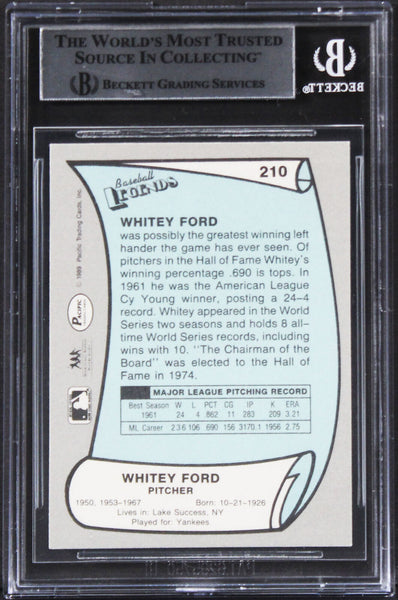 THE WORLD'S MOST TRUSTED
SOURCE IN COLLECTING™
BECKETT GRADING SERVICES
BECKETT
210
Baseball
LEGENDS
WHITEY FORD
was possibly the greatest winning left
hander the game has ever seen. Of
pitchers in the Hall of Fame Whitey's
winning percentage .690 is tops. In
1961 he was the American League
Cy Young winner, posting a 24–4
record. Whitey appeared in the World
Series two seasons and holds 8 all-
time World Series records, including
wins with 10. "The Chairman of the
Board" was elected to the Hall of
Fame in 1974.
MAJOR LEAGUE PITCHING RECORD
Best Season W L PCT CG IP K ERA
1961 24 4 .862 11 283 209 3.21
ML Career 2.36 106 .690 156 3170.1 1956 2.75
© 1989 Pacific Trading Cards, Inc.
PACIFIC
WHITEY FORD
PITCHER
1950, 1953–1967 Born: 10-21-1926
Lives in: Lake Success, NY
Played for: Yankees